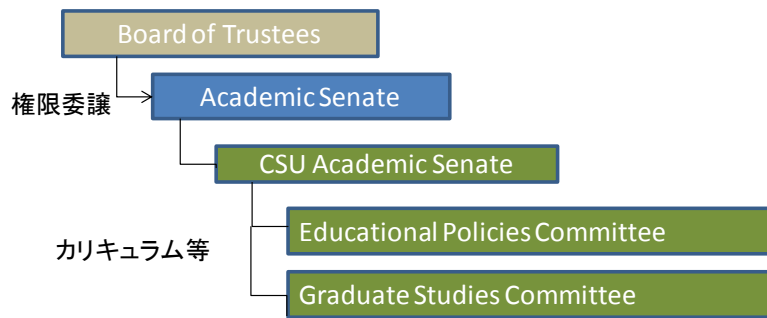 Board of Trustees
権限委譲
Academic Senate
CSU Academic Senate
カリキュラム等
Educational Policies Committee
Graduate Studies Committee